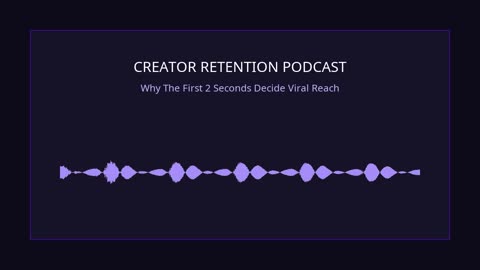 CREATOR RETENTION PODCAST
Why The First 2 Seconds Decide Viral Reach